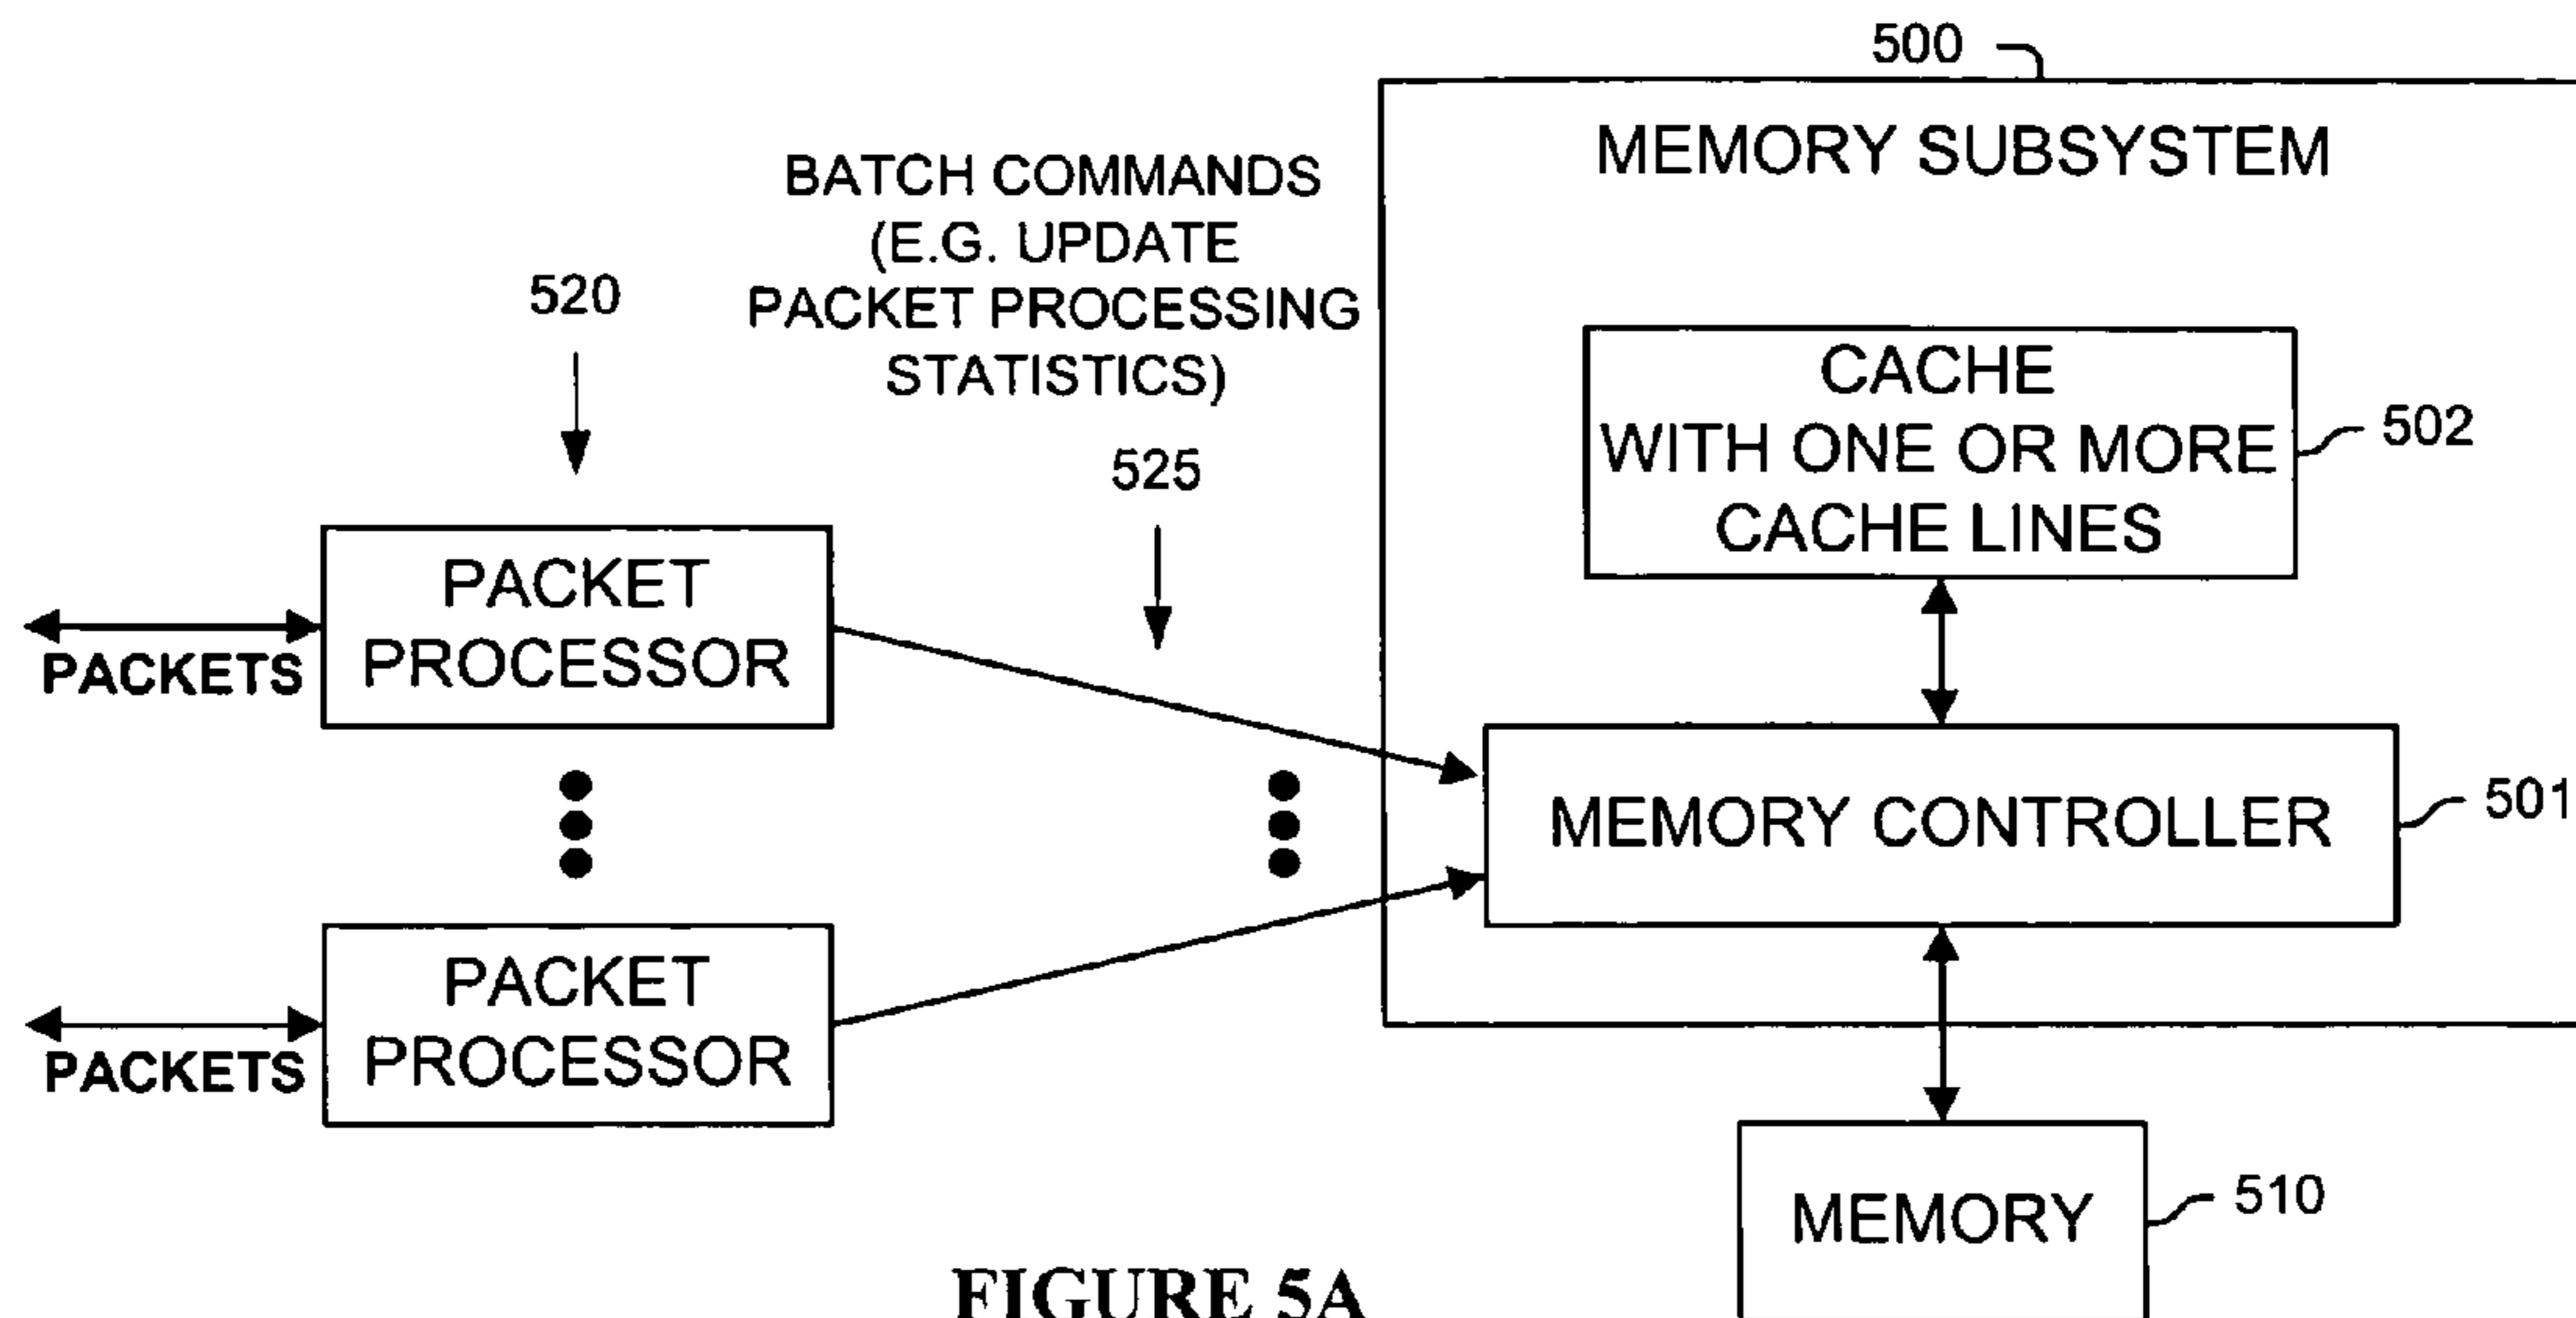 500
MEMORY SUBSYSTEM
BATCH COMMANDS
(E.G. UPDATE
PACKET PROCESSING
STATISTICS)
520
525
CACHE
WITH ONE OR MORE
CACHE LINES
502
PACKET
PROCESSOR
PACKETS
MEMORY CONTROLLER
501
PACKET
PROCESSOR
PACKETS
MEMORY
510
FIGURE 5A